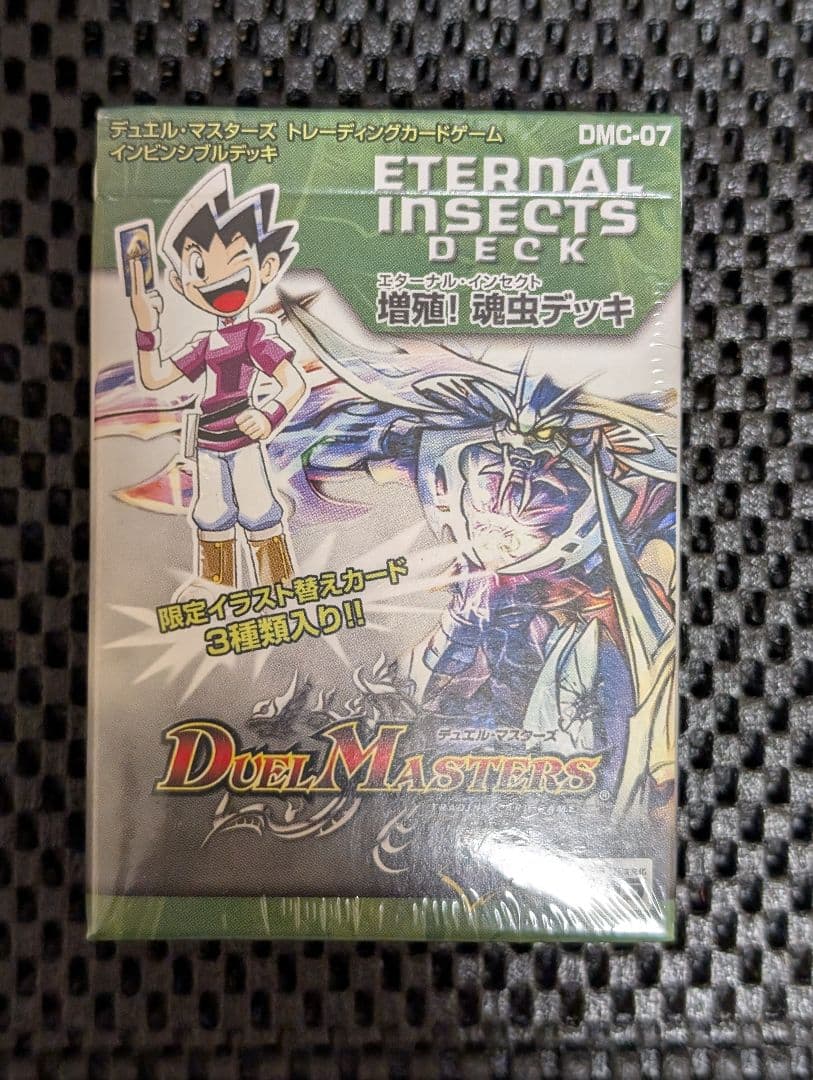 デュエル・マスターズ トレーディングカードゲーム
インビンシブルデッキ
DMC-07
ETERNAL
INSECTS
DECK
エターナル・インセクト
増殖! 魂虫デッキ
限定イラスト替えカード
3種類入り!!
デュエル・マスターズ
DUEL MASTERS
®
TRADING CARD GAME